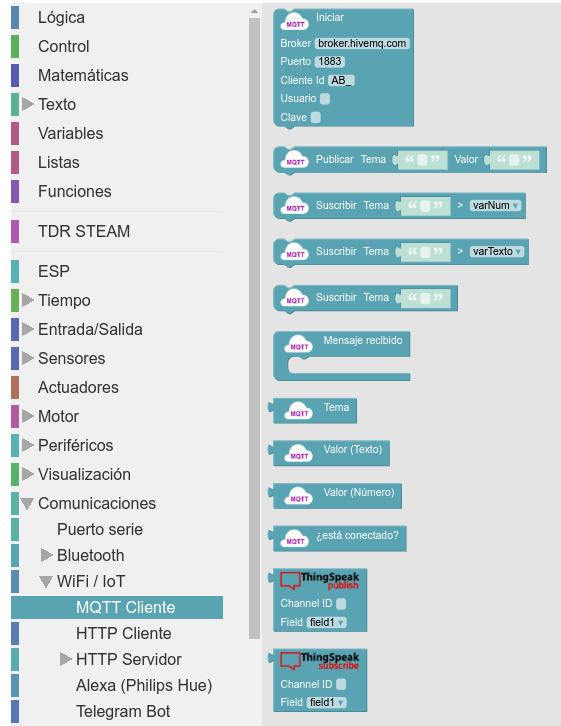 Lógica
Control
Matemáticas
Texto
Variables
Listas
Funciones
TDR STEAM
ESP
Tiempo
Entrada/Salida
Sensores
Actuadores
Motor
Periféricos
Visualización
Comunicaciones
Puerto serie
Bluetooth
WiFi / IoT
MQTT Cliente
HTTP Cliente
HTTP Servidor
Alexa (Philips Hue)
Telegram Bot
MQTT Iniciar
Broker broker.hivemq.com
Puerto 1883
Cliente Id AB_
Usuario
Clave
MQTT Publicar Tema “ ” Valor “ ”
MQTT Suscribir Tema “ ” > varNum
MQTT Suscribir Tema “ ” > varTexto
MQTT Suscribir Tema “ ”
MQTT Mensaje recibido
MQTT Tema
MQTT Valor (Texto)
MQTT Valor (Número)
MQTT ¿está conectado?
ThingSpeak
publish
Channel ID
Field field1
ThingSpeak
subscribe
Channel ID
Field field1